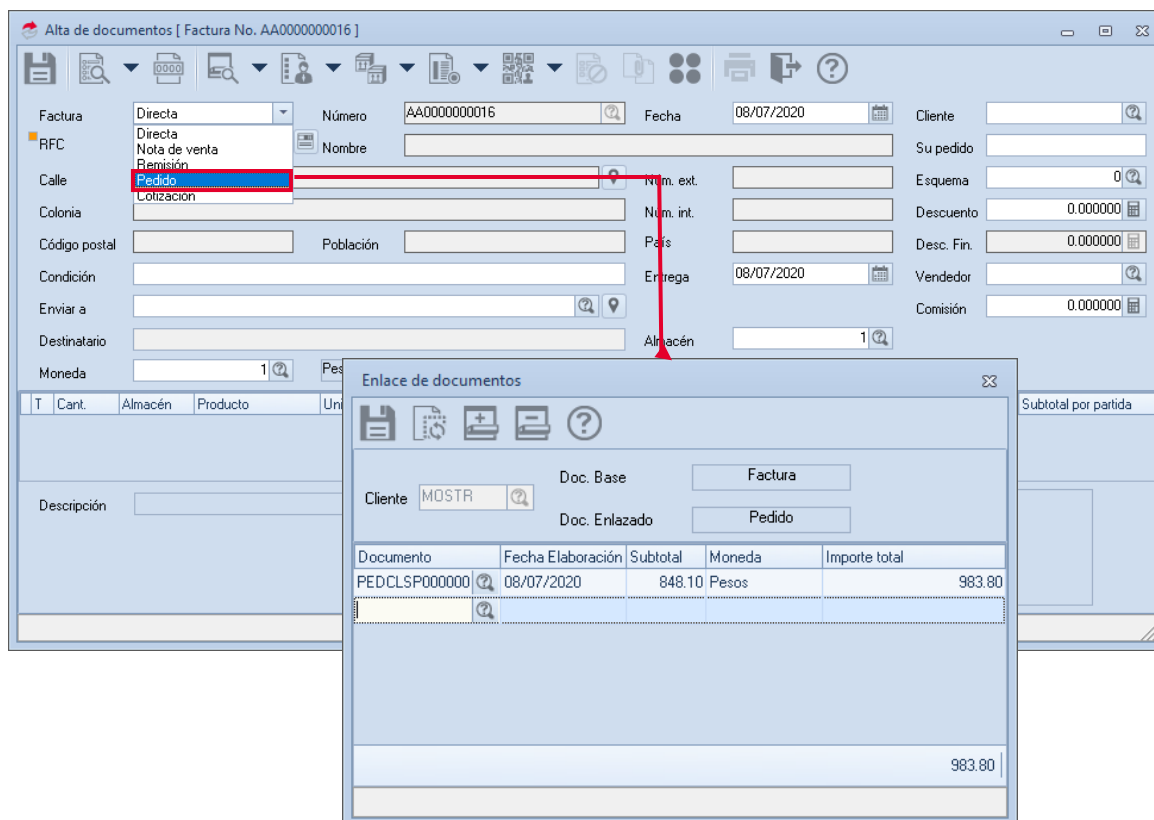 Alta de documentos [ Factura No. AA0000000016 ]
0000
Factura Directa Número AA0000000016 Fecha 08/07/2020 Cliente
Directa
Nota de venta
Remisión
Pedido
Cotización
RFC Nombre Su pedido
Calle Núm. ext. Esquema 0
Colonia Num. int. Descuento 0.000000
Código postal Población País Desc. Fin. 0.000000
Condición Entrega 08/07/2020 Vendedor
Enviar a Comisión 0.000000
Destinatario Almacén 1
Moneda 1
T Cant. Almacén Producto Subtotal por partida
Descripción
Enlace de documentos
Cliente MOSTR
Doc. Base Factura
Doc. Enlazado Pedido
Documento Fecha Elaboración Subtotal Moneda Importe total
PEDCLSP000000 08/07/2020 848.10 Pesos 983.80
983.80